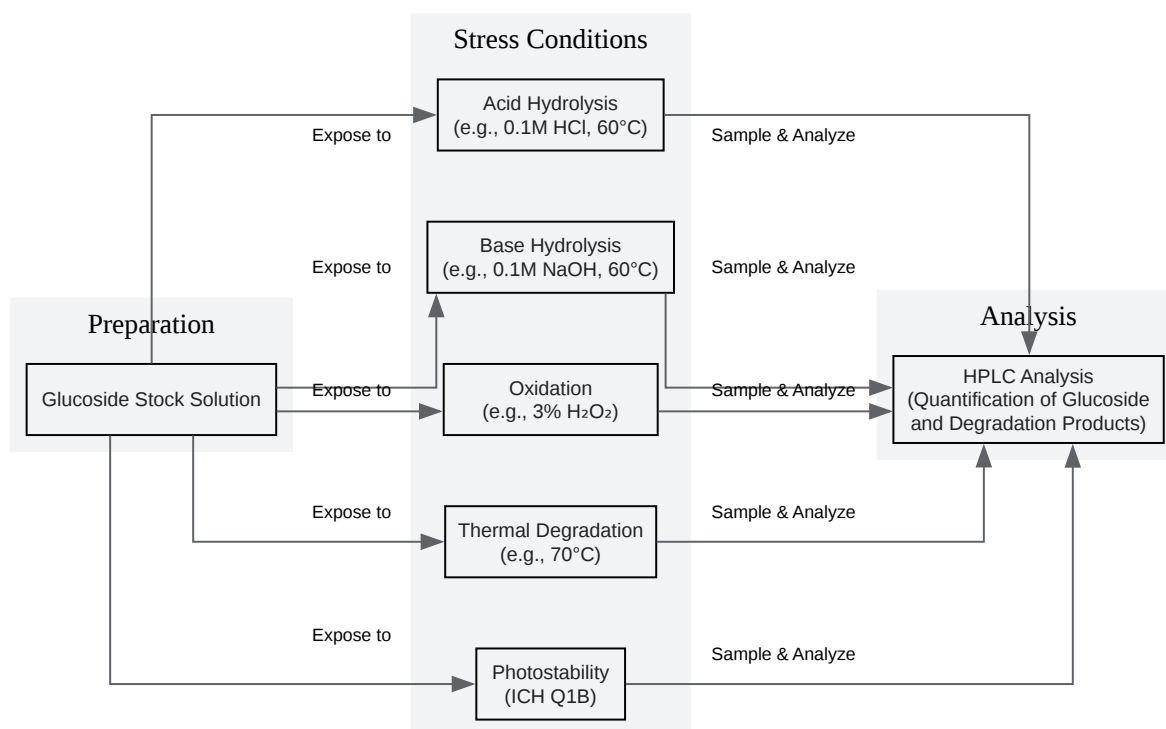 Stress Conditions
Acid Hydrolysis
(e.g., 0.1M HCl, 60°C)
Expose to
Sample & Analyze
Base Hydrolysis
(e.g., 0.1M NaOH, 60°C)
Expose to
Sample & Analyze
Preparation
Analysis
Glucoside Stock Solution
Expose to
Oxidation
(e.g., 3% H₂O₂)
Sample & Analyze
HPLC Analysis
(Quantification of Glucoside
and Degradation Products)
Expose to
Thermal Degradation
(e.g., 70°C)
Sample & Analyze
Expose to
Photostability
(ICH Q1B)
Sample & Analyze